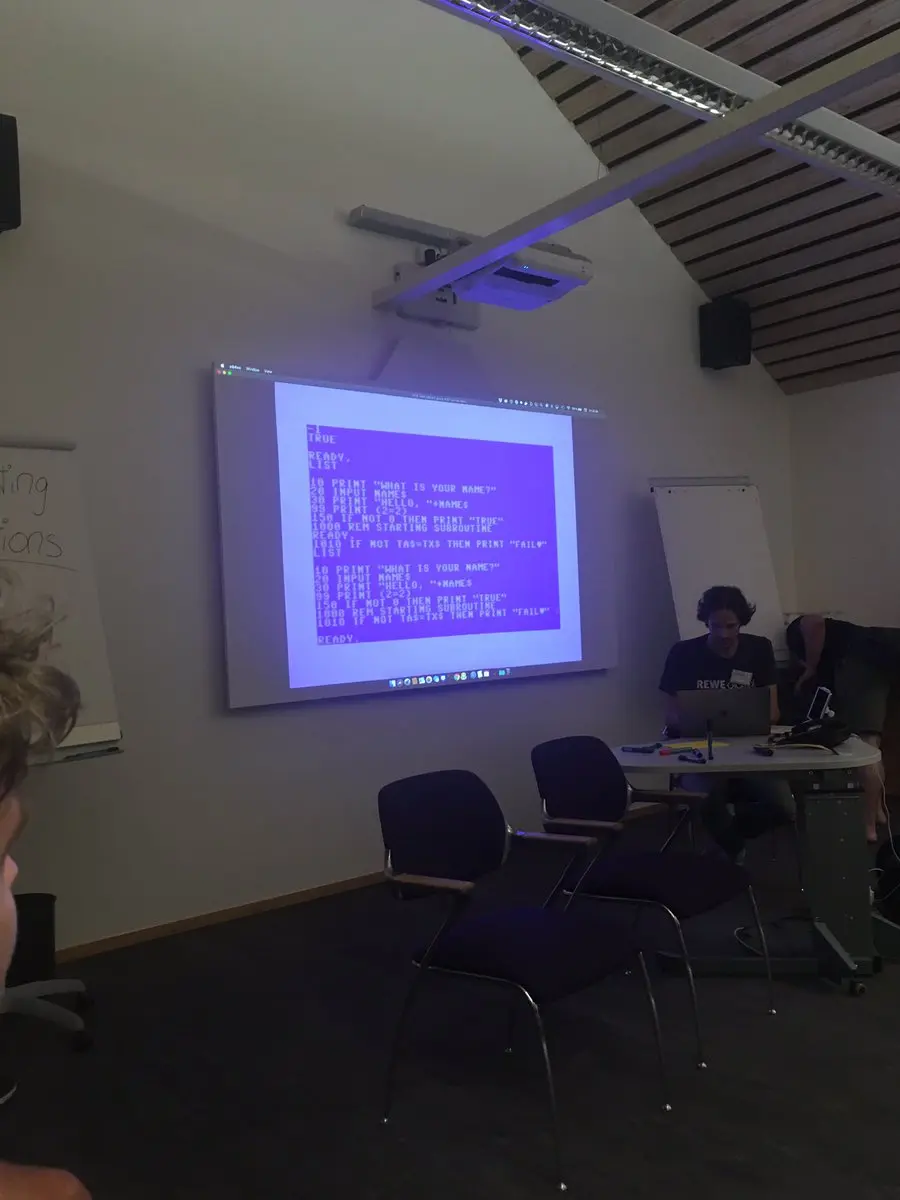 ting
ions
-1
TRUE
READY.
LIST
10 PRINT "WHAT IS YOUR NAME?"
20 INPUT NAME$
30 PRINT "HELLO, "+NAME$
99 PRINT (2=2)
150 IF NOT 0 THEN PRINT "TRUE"
1000 REM STARTING SUBROUTINE
READY.
1010 IF NOT TA$=TX$ THEN PRINT "FAIL♥"
LIST
10 PRINT "WHAT IS YOUR NAME?"
20 INPUT NAME$
30 PRINT "HELLO, "+NAME$
99 PRINT (2=2)
150 IF NOT 0 THEN PRINT "TRUE"
1000 REM STARTING SUBROUTINE
1010 IF NOT TA$=TX$ THEN PRINT "FAIL♥"
READY.
REWE